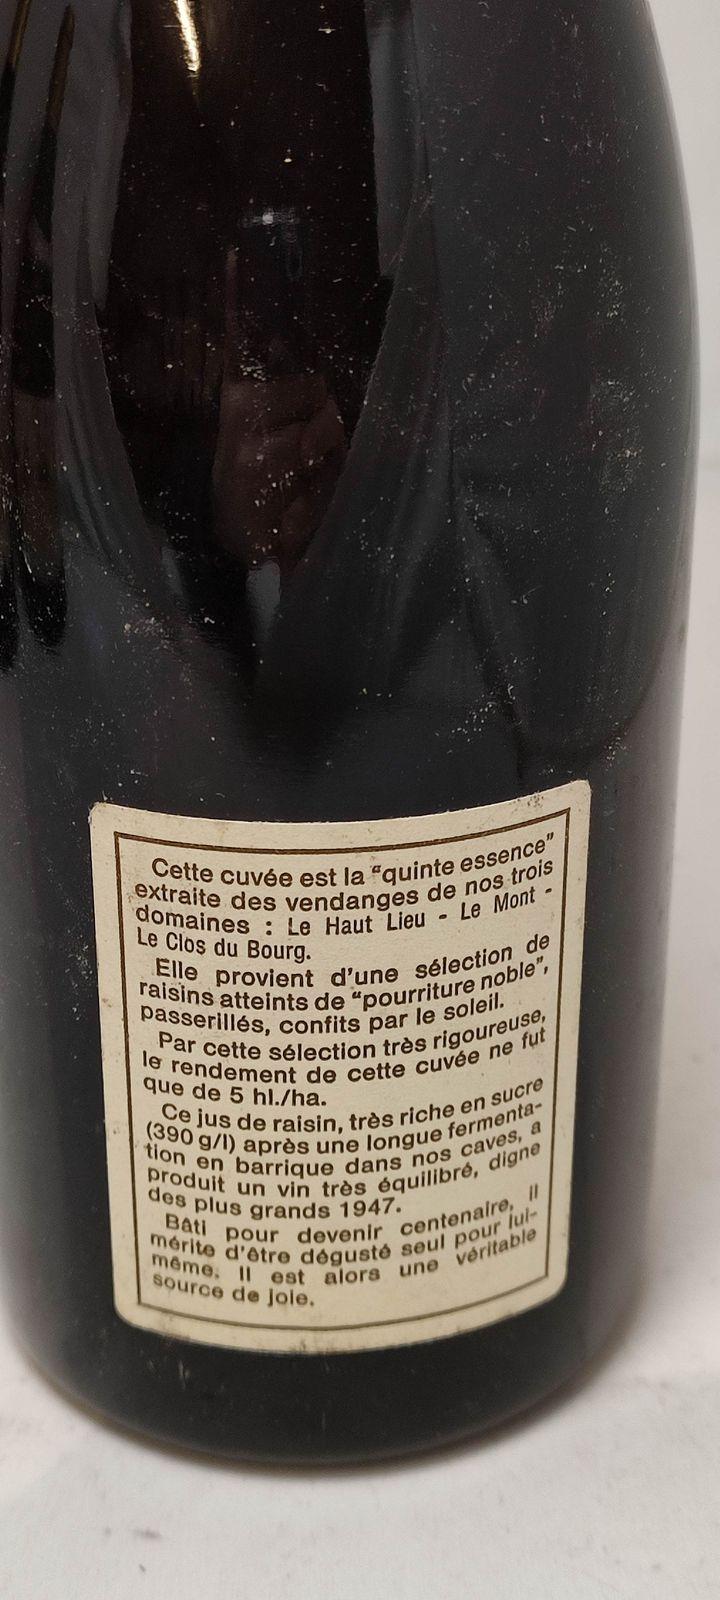 Cette cuvée est la "quinte essence"
extraite des vendanges de nos trois
domaines : Le Haut Lieu - Le Mont -
Le Clos du Bourg.
Elle provient d'une sélection de
raisins atteints de "pourriture noble",
passerillés, confits par le soleil.
Par cette sélection très rigoureuse,
le rendement de cette cuvée ne fut
que de 5 hl./ha.
Ce jus de raisin, très riche en sucre
(390 g/l) après une longue fermenta-
tion en barrique dans nos caves, a
produit un vin très équilibré, digne
des plus grands 1947.
Bâti pour devenir centenaire, il
mérite d'être dégusté seul pour lui-
même. Il est alors une véritable
source de joie.